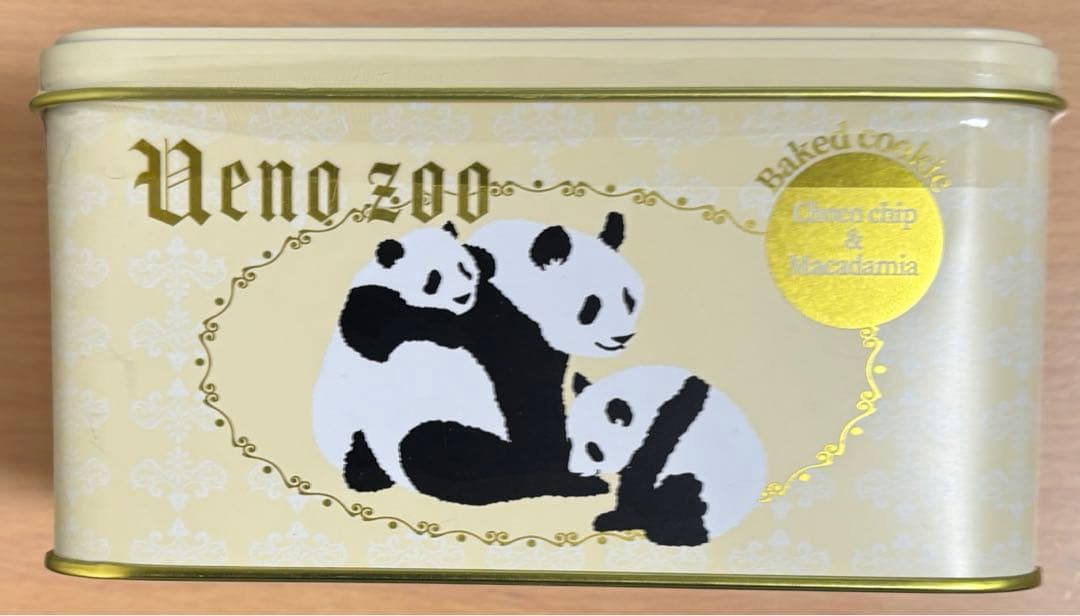 Ueno zoo
Baked cookie
Choco chip
&
Macadamia